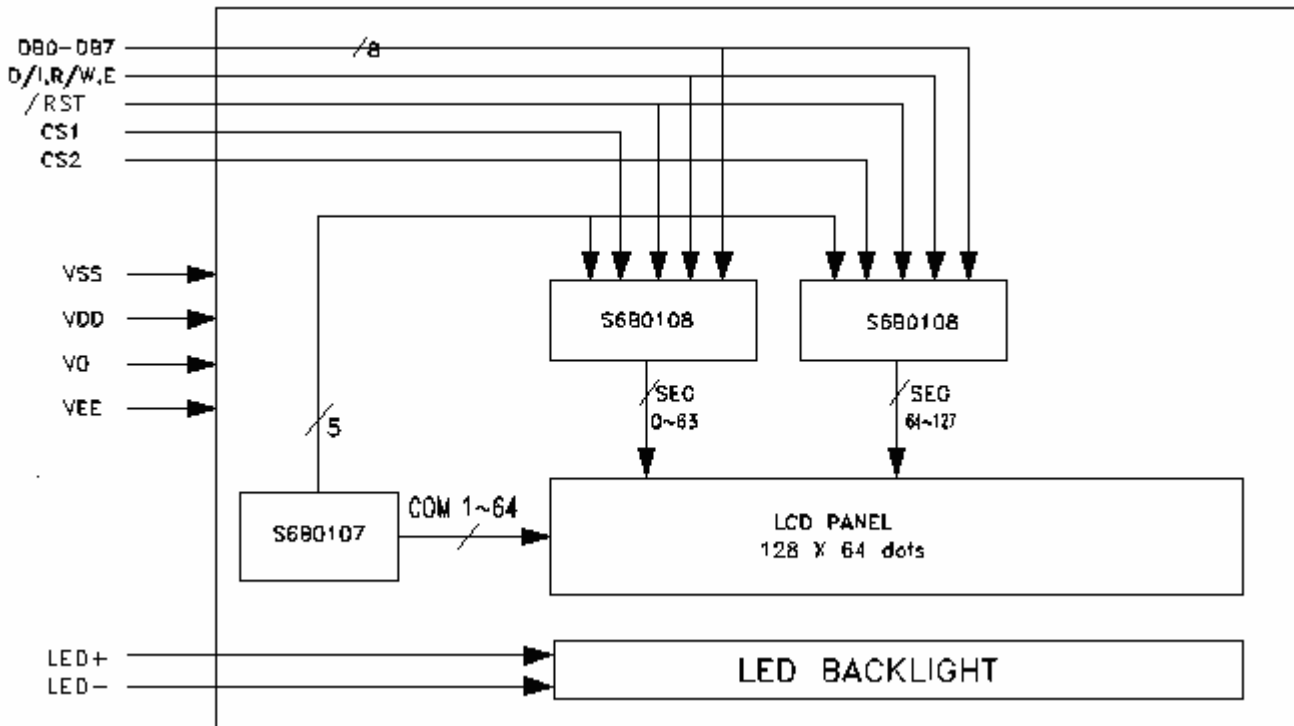 DB0-DB7
8
D/I,R/W,E
/RST
CS1
CS2
VSS
VDD
V0
VEE
S6B0108
S6B0108
SEG
0~63
SEG
64~127
5
S6B0107
COM 1~64
LCD PANEL
128 X 64 dots
LED+
LED-
LED BACKLIGHT